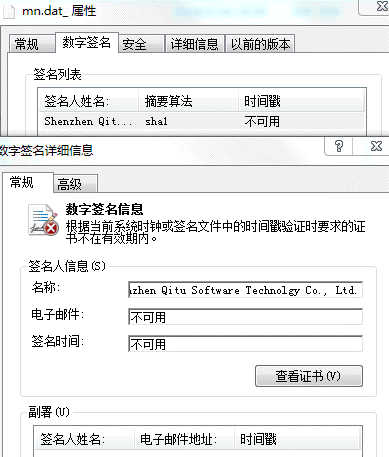 mn.dat_ 属性
常规 数字签名 安全 详细信息 以前的版本
签名列表
签名人姓名: 摘要算法 时间戳
Shenzhen Qit... sha1 不可用
数字签名详细信息
常规 高级
数字签名信息
根据当前系统时钟或签名文件中的时间戳验证时要求的证
书不在有效期内。
签名人信息(S)
名称: zhen Qitu Software Technolgy Co., Ltd.
电子邮件: 不可用
签名时间: 不可用
查看证书(V)
副署(U)
签名人姓名: 电子邮件地址: 时间戳